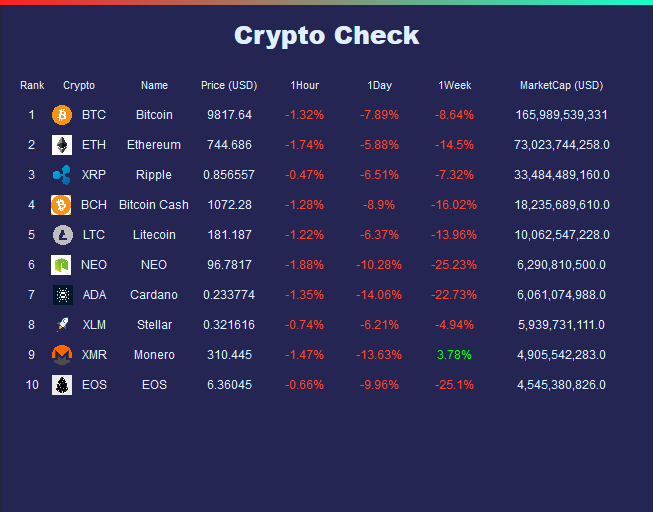 Crypto Check
Rank Crypto Name Price (USD) 1Hour 1Day 1Week MarketCap (USD)
1 BTC Bitcoin 9817.64 -1.32% -7.89% -8.64% 165,989,539,331
2 ETH Ethereum 744.686 -1.74% -5.88% -14.5% 73,023,744,258.0
3 XRP Ripple 0.856557 -0.47% -6.51% -7.32% 33,484,489,160.0
4 BCH Bitcoin Cash 1072.28 -1.28% -8.9% -16.02% 18,235,689,610.0
5 LTC Litecoin 181.187 -1.22% -6.37% -13.96% 10,062,547,228.0
6 NEO NEO 96.7817 -1.88% -10.28% -25.23% 6,290,810,500.0
7 ADA Cardano 0.233774 -1.35% -14.06% -22.73% 6,061,074,988.0
8 XLM Stellar 0.321616 -0.74% -6.21% -4.94% 5,939,731,111.0
9 XMR Monero 310.445 -1.47% -13.63% 3.78% 4,905,542,283.0
10 EOS EOS 6.36045 -0.66% -9.96% -25.1% 4,545,380,826.0